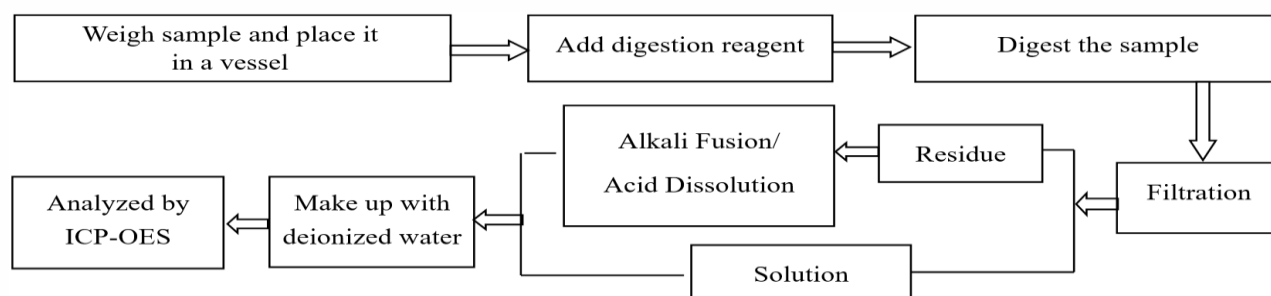 Weigh sample and place it
in a vessel
Add digestion reagent
Digest the sample
Filtration
Residue
Alkali Fusion/
Acid Dissolution
Solution
Make up with
deionized water
Analyzed by
ICP-OES